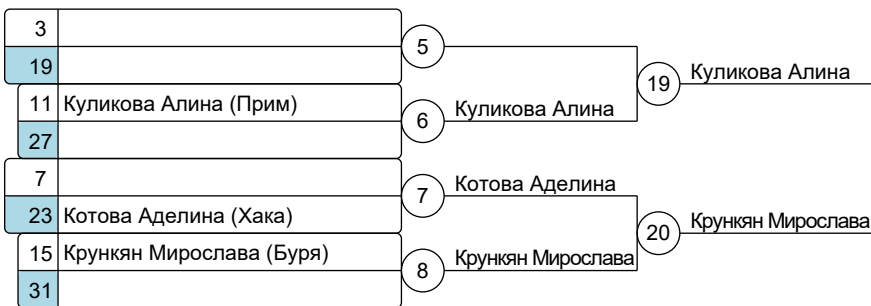 3
5
19
19 Куликова Алина
11 Куликова Алина (Прим)
6 Куликова Алина
27
7
7 Котова Аделина
23 Котова Аделина (Хака)
20 Крункян Мирослава
15 Крункян Мирослава (Буря)
8 Крункян Мирослава
31